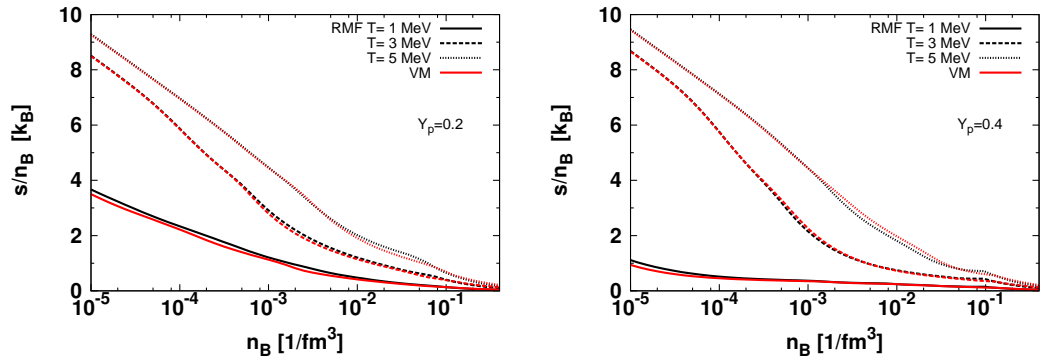 RMF T= 1 MeV
T= 3 MeV
T= 5 MeV
VM
Y_p=0.2
s/n_B [k_B]
10
8
6
4
2
0
10^-5
10^-4
10^-3
10^-2
10^-1
n_B [1/fm^3]
RMF T= 1 MeV
T= 3 MeV
T= 5 MeV
VM
Y_p=0.4
s/n_B [k_B]
10
8
6
4
2
0
10^-5
10^-4
10^-3
10^-2
10^-1
n_B [1/fm^3]